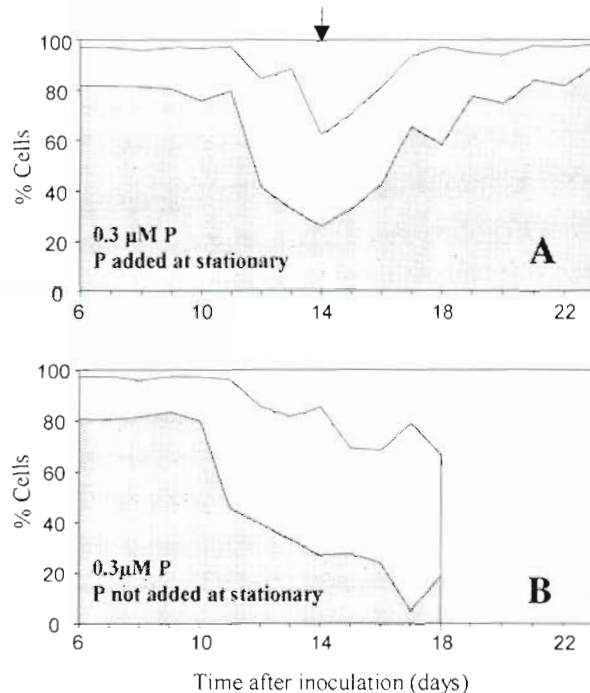 100
80
60
40
20
0
% Cells
0.3 µM P
P added at stationary
A
6 10 14 18 22
100
80
60
40
20
0
% Cells
0.3µM P
P not added at stationary
B
6 10 14 18 22
Time after inoculation (days)